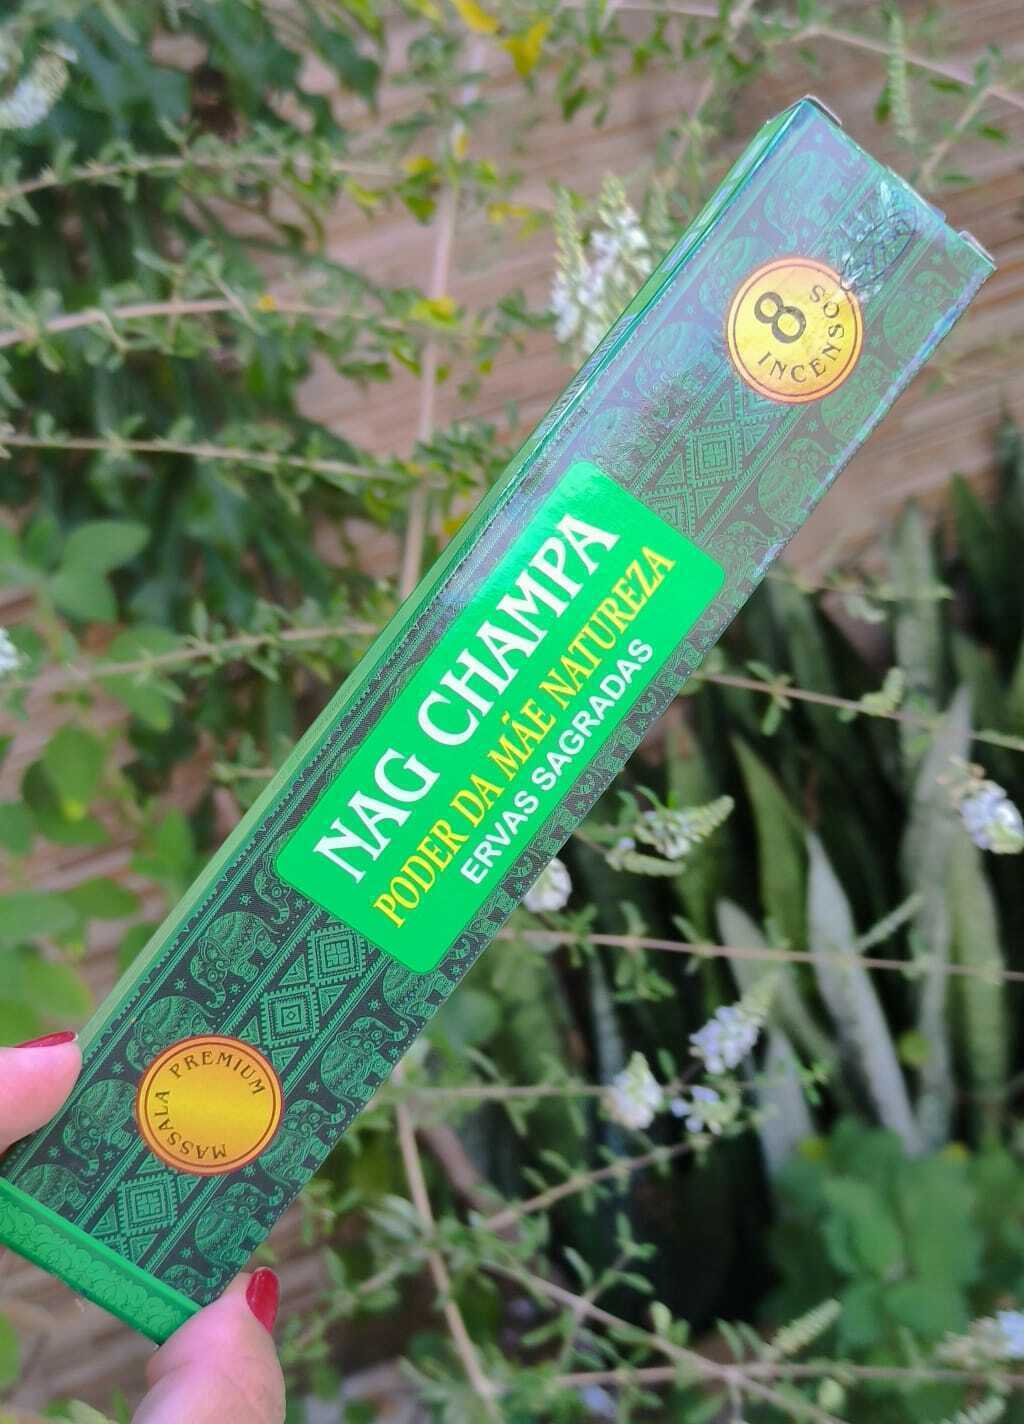 8
INCENSOS
NAG CHAMPA
PODER DA MÃE NATUREZA
ERVAS SAGRADAS
MASSALA PREMIUM